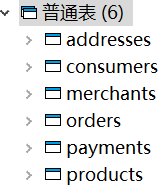 普通表 (6)
addresses
consumers
merchants
orders
payments
products